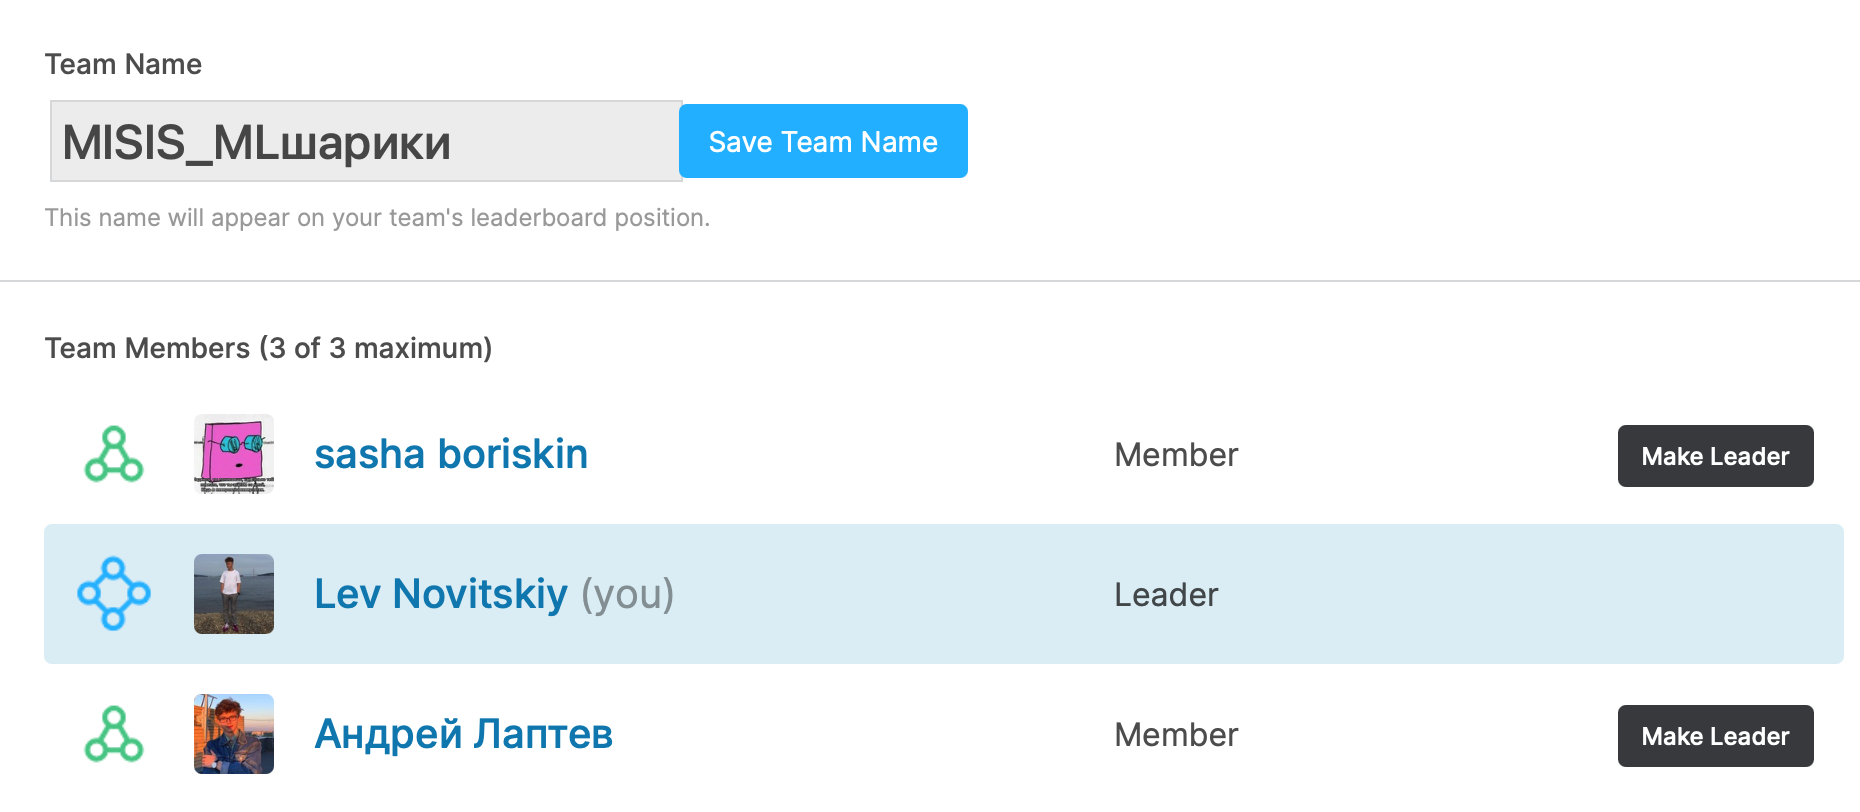 Team Name
MISIS_MLшарики
Save Team Name
This name will appear on your team's leaderboard position.
Team Members (3 of 3 maximum)
sasha boriskin Member Make Leader
Lev Novitskiy (you) Leader
Андрей Лаптев Member Make Leader